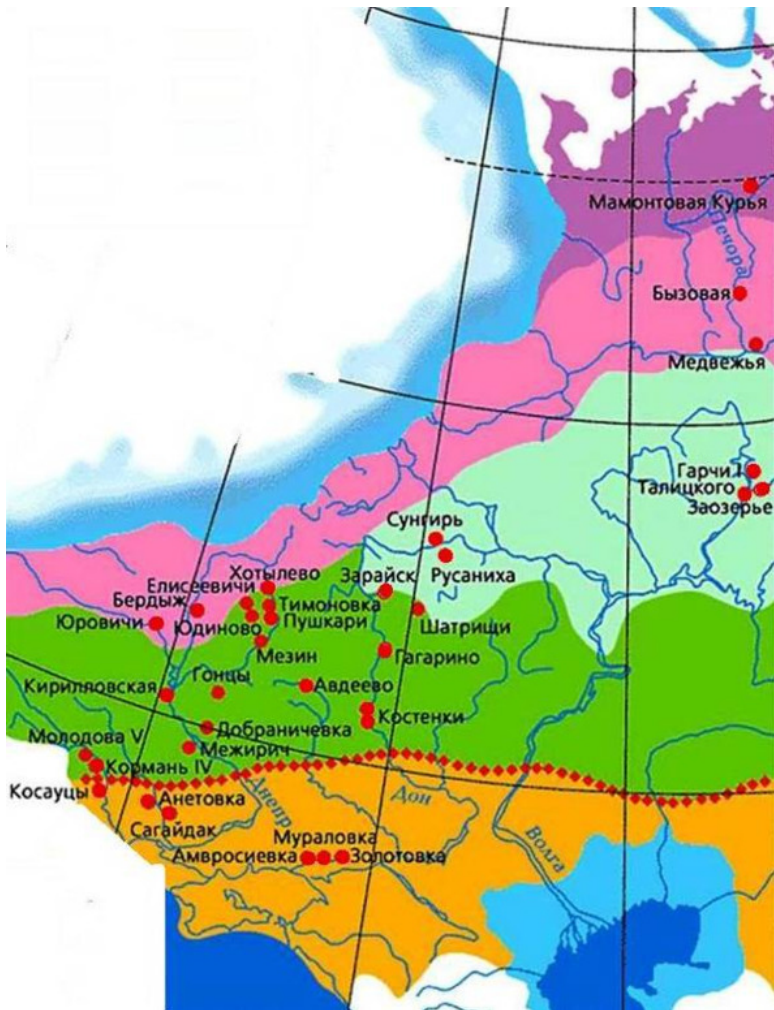 Мамонтовая Курья
Печора
Бызовая
Медвежья
Гарчи I
Талицкого
Заозерье
Сунгирь
Русаниха
Хотылево
Елисеевичи
Зарайск
Бердыж
Тимоновка
Юровичи
Юдиново
Пушкари
Шатрищи
Мезин
Гагарино
Гонцы
Кирилловская
Авдеево
Костенки
Добраничевка
Молодова V
Межирич
Кормань IV
Косауцы
Анетовка
Днепр
Дон
Сагайдак
Мураловка
Волга
Амвросиевка
Золотовка